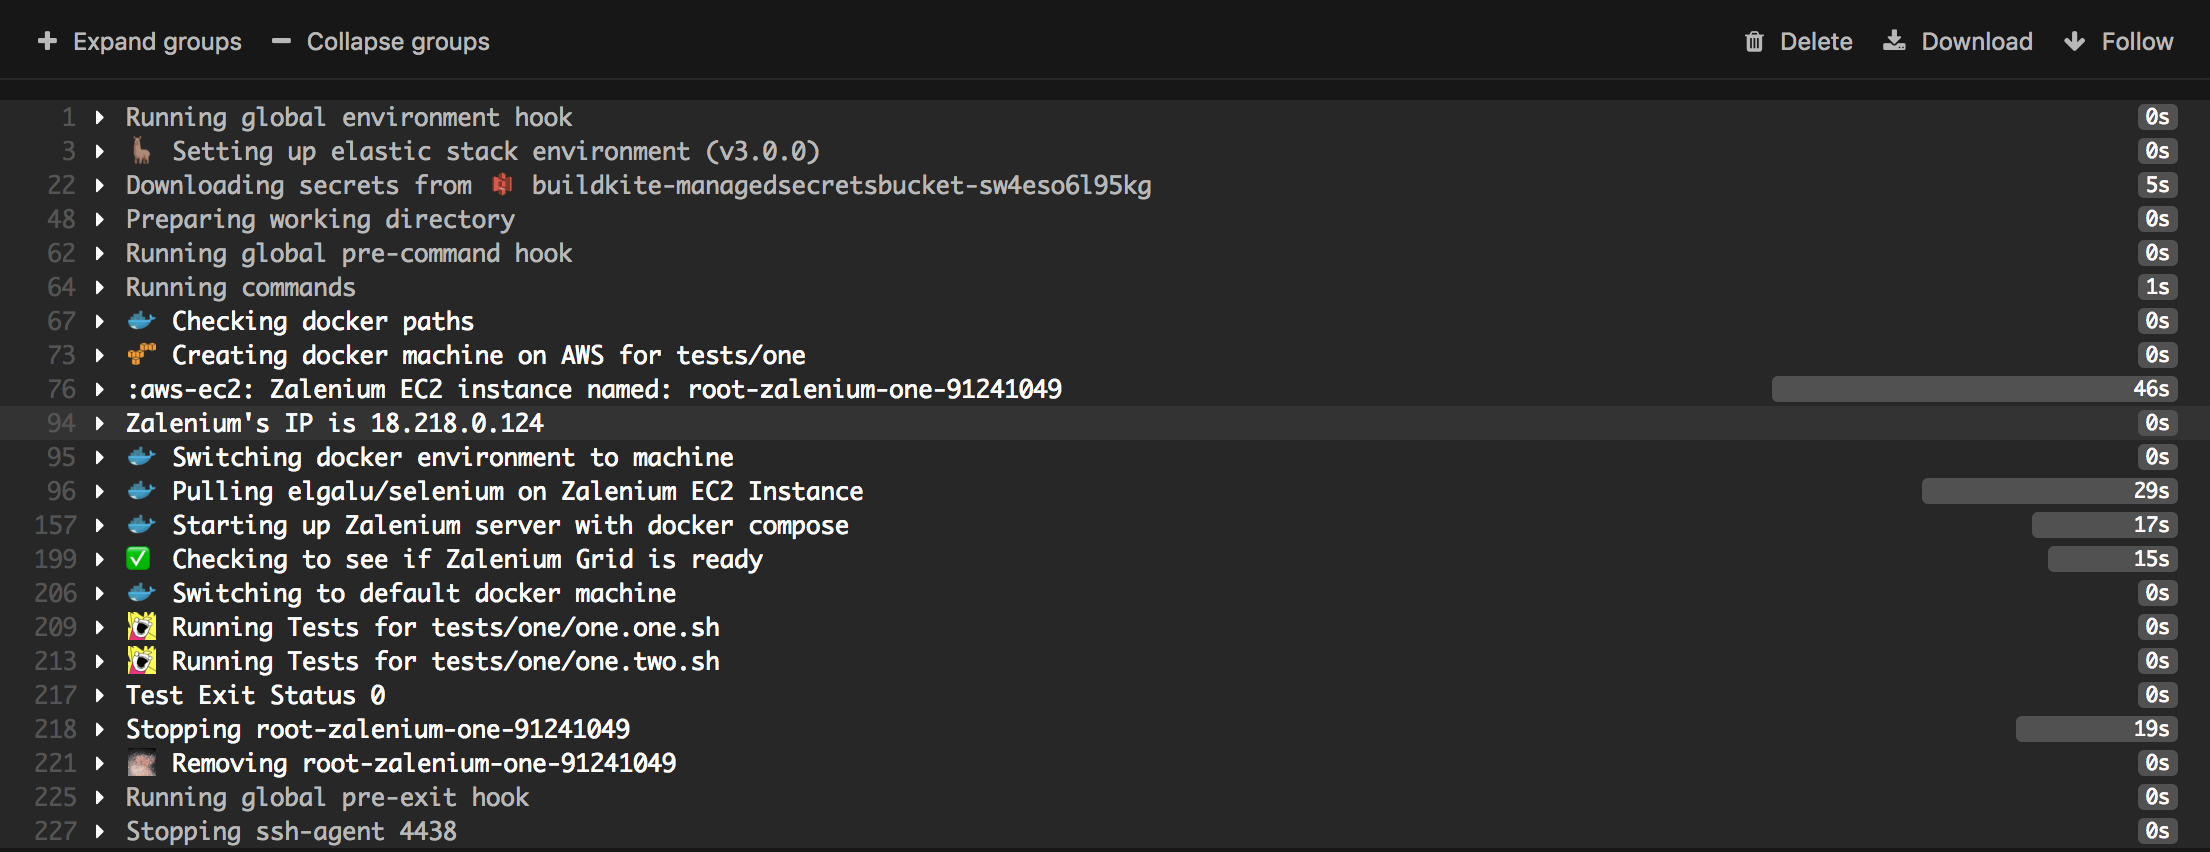 Expand groups Collapse groups Delete Download Follow
1 Running global environment hook 0s
3 Setting up elastic stack environment (v3.0.0) 0s
22 Downloading secrets from buildkite-managedsecretsbucket-sw4eso6l95kg 5s
48 Preparing working directory 0s
62 Running global pre-command hook 0s
64 Running commands 1s
67 Checking docker paths 0s
73 Creating docker machine on AWS for tests/one 0s
76 :aws-ec2: Zalenium EC2 instance named: root-zalenium-one-91241049 46s
94 Zalenium's IP is 18.218.0.124 0s
95 Switching docker environment to machine 0s
96 Pulling elgalu/selenium on Zalenium EC2 Instance 29s
157 Starting up Zalenium server with docker compose 17s
199 Checking to see if Zalenium Grid is ready 15s
206 Switching to default docker machine 0s
209 Running Tests for tests/one/one.one.sh 0s
213 Running Tests for tests/one/one.two.sh 0s
217 Test Exit Status 0 0s
218 Stopping root-zalenium-one-91241049 19s
221 Removing root-zalenium-one-91241049 0s
225 Running global pre-exit hook 0s
227 Stopping ssh-agent 4438 0s